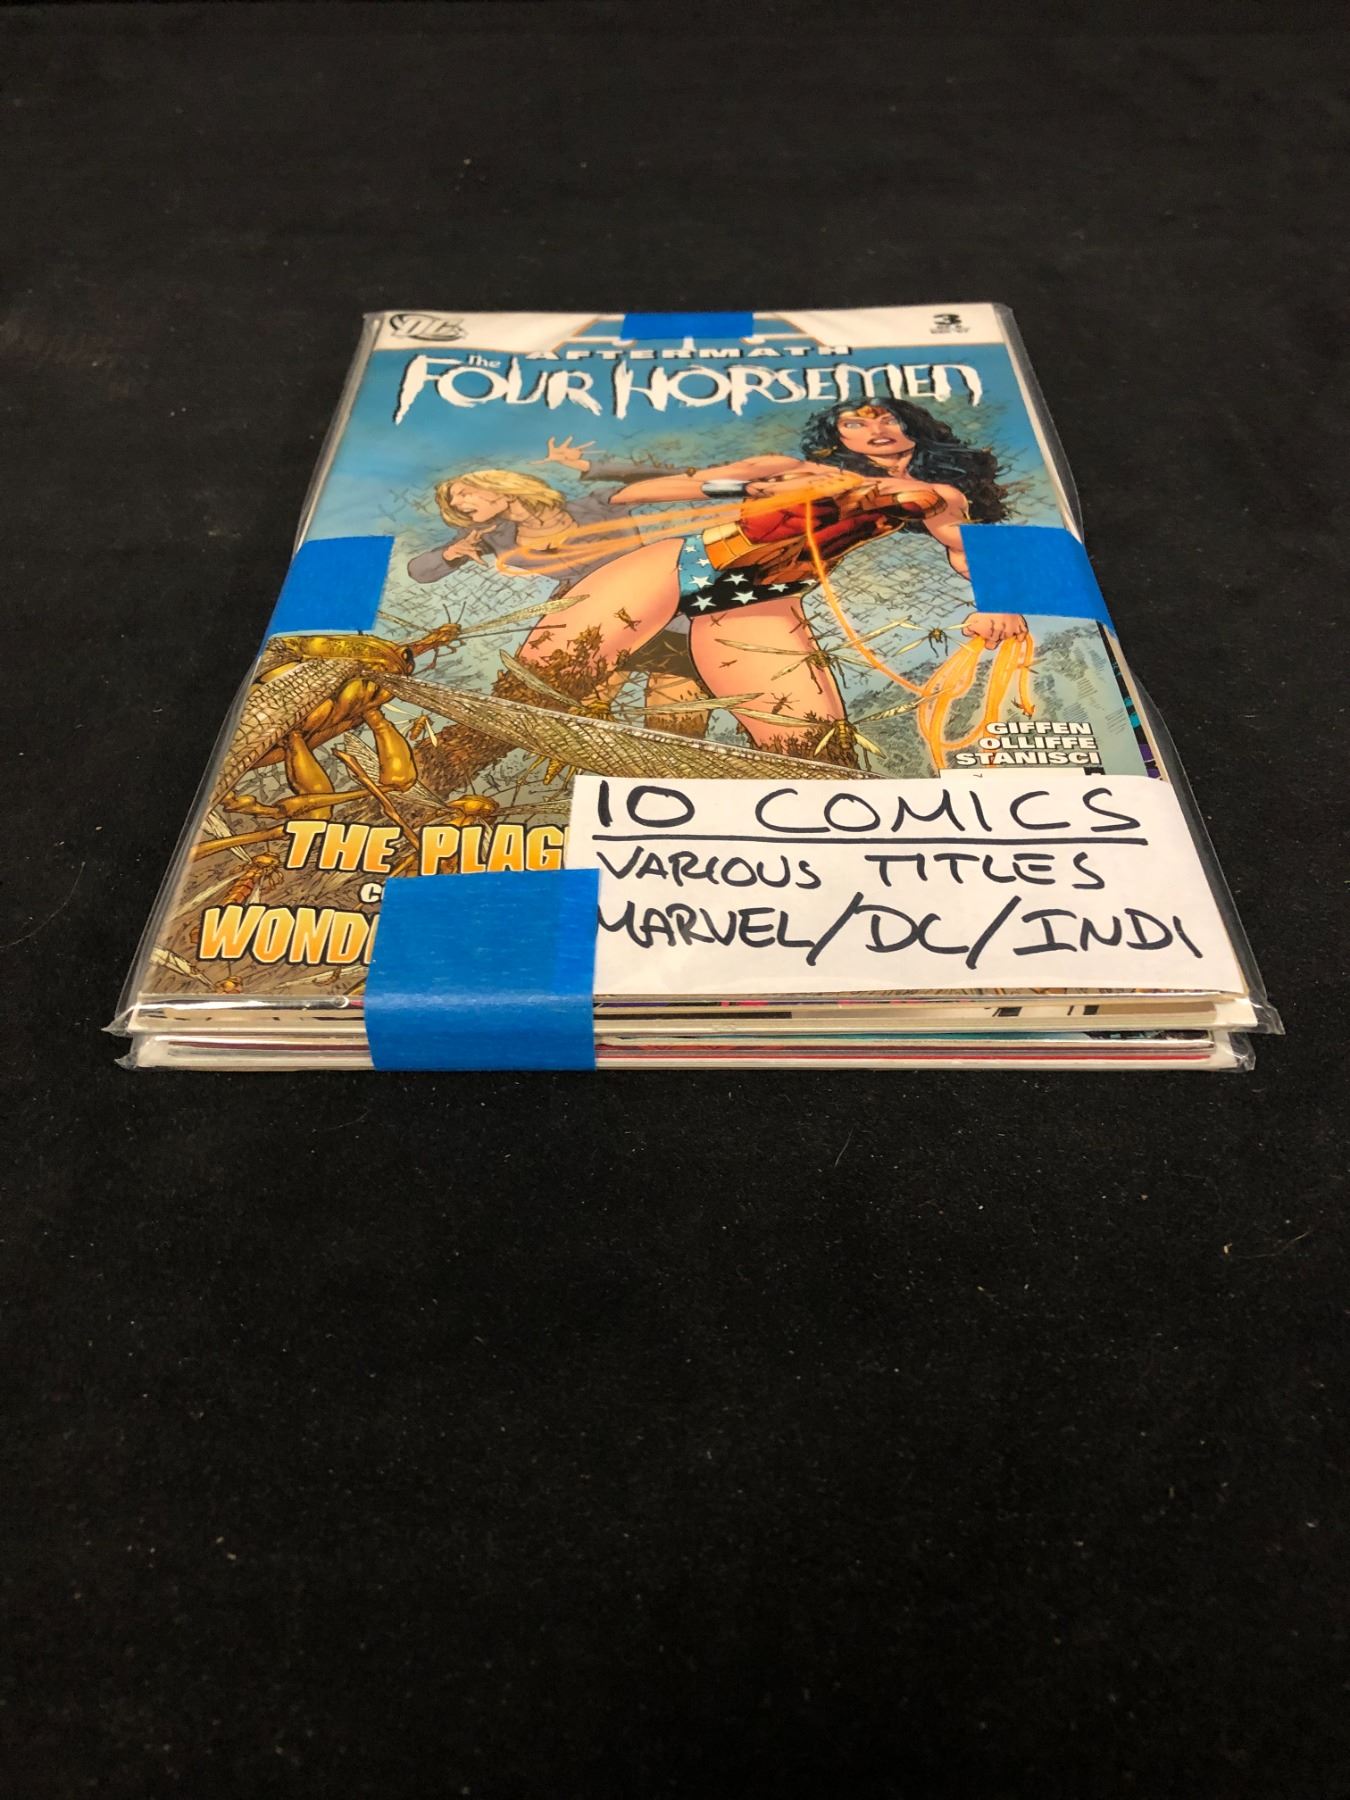 DC
3
AFTERMATH
The
FOUR HORSEMEN
GIFFEN
OLLIFFE
STANISCI
THE PLAG
WOND
10 COMICS
VARIOUS TITLES
MARVEL/DC/INDI